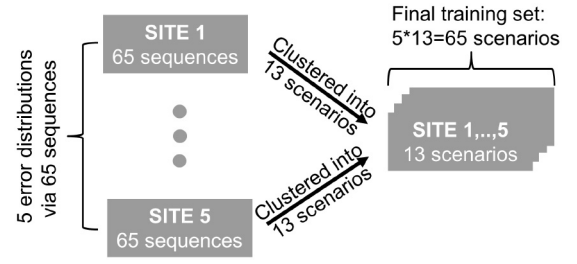 SITE 1
65 sequences
5 error distributions
via 65 sequences
SITE 5
65 sequences
Clustered into
13 scenarios
Clustered into
13 scenarios
Final training set:
5*13=65 scenarios
SITE 1,..,5
13 scenarios